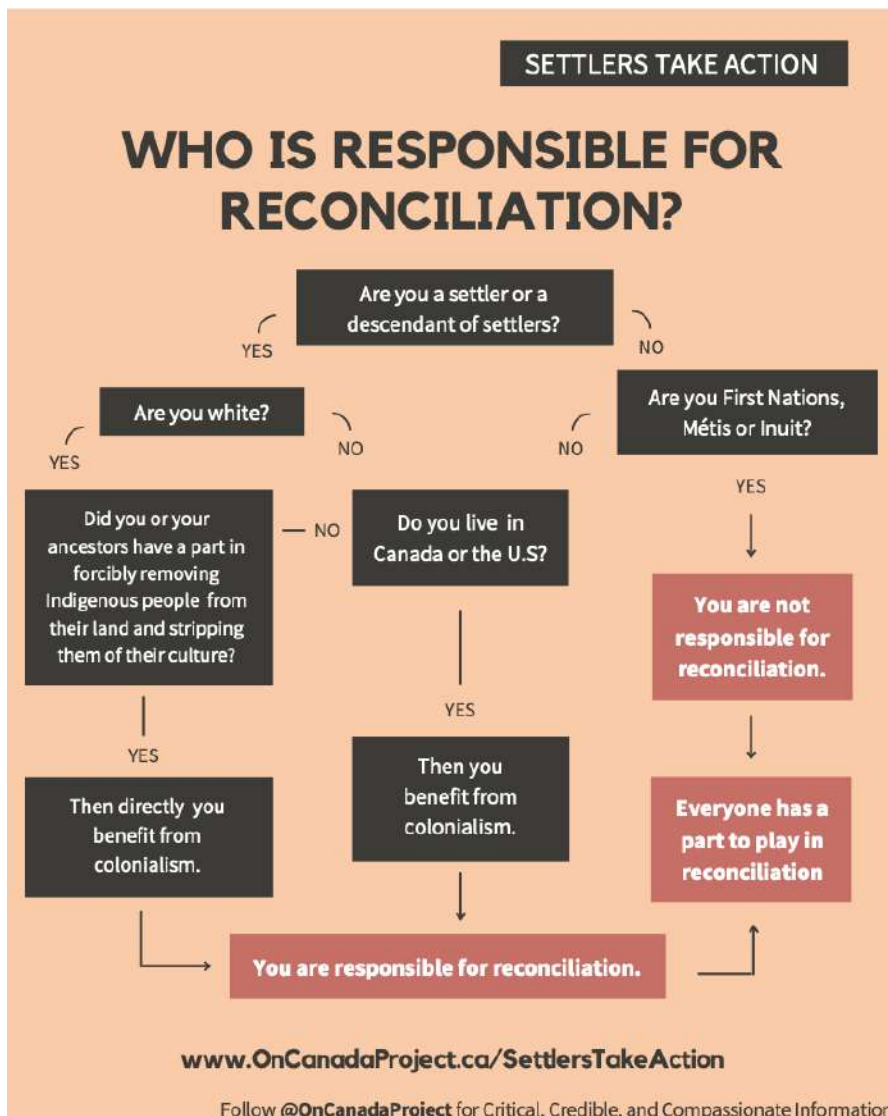 SETTLERS TAKE ACTION
WHO IS RESPONSIBLE FOR
RECONCILIATION?
Are you a settler or a
descendant of settlers?
YES
NO
Are you white?
YES
NO
Are you First Nations,
Métis or Inuit?
NO
YES
Did you or your
ancestors have a part in
forcibly removing
Indigenous people from
their land and stripping
them of their culture?
NO
Do you live in
Canada or the U.S?
You are not
responsible for
reconciliation.
YES
YES
Then directly you
benefit from
colonialism.
Then you
benefit from
colonialism.
Everyone has a
part to play in
reconciliation
You are responsible for reconciliation.
www.OnCanadaProject.ca/SettlersTakeAction
Follow @OnCanadaProject for Critical, Credible, and Compassionate Information